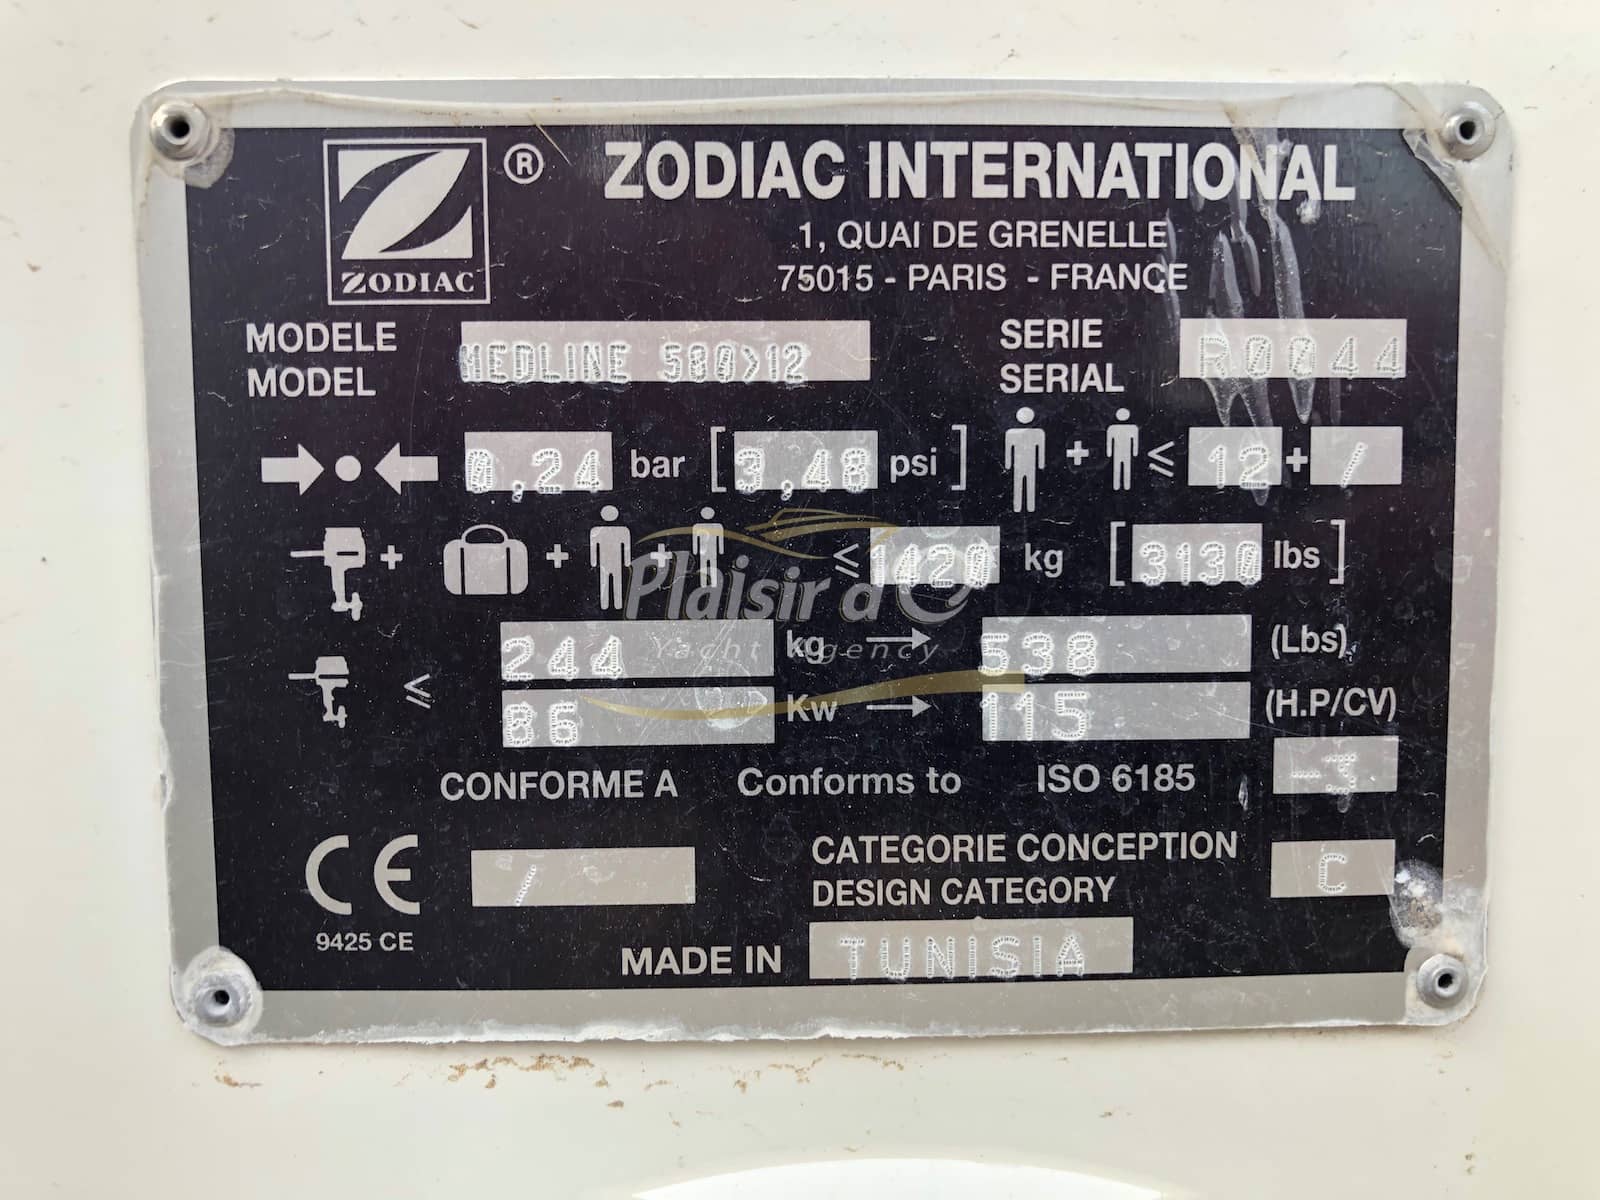 ZODIAC
® ZODIAC INTERNATIONAL
1, QUAI DE GRENELLE
75015 - PARIS - FRANCE
MODELE
MODEL
MEDLINE 580>12
SERIE
SERIAL
R0044
0,24 bar [3,48 psi]
+ ≤ 12 + /
+ + + ≤ 1420 kg [3130 lbs]
≤
244 kg → 538 (Lbs)
86 Kw → 115 (H.P/CV)
CONFORME A Conforms to ISO 6185 -3
CE /
9425 CE
CATEGORIE CONCEPTION
DESIGN CATEGORY
C
MADE IN TUNISIA
Plaisir d'O
Yacht Agency